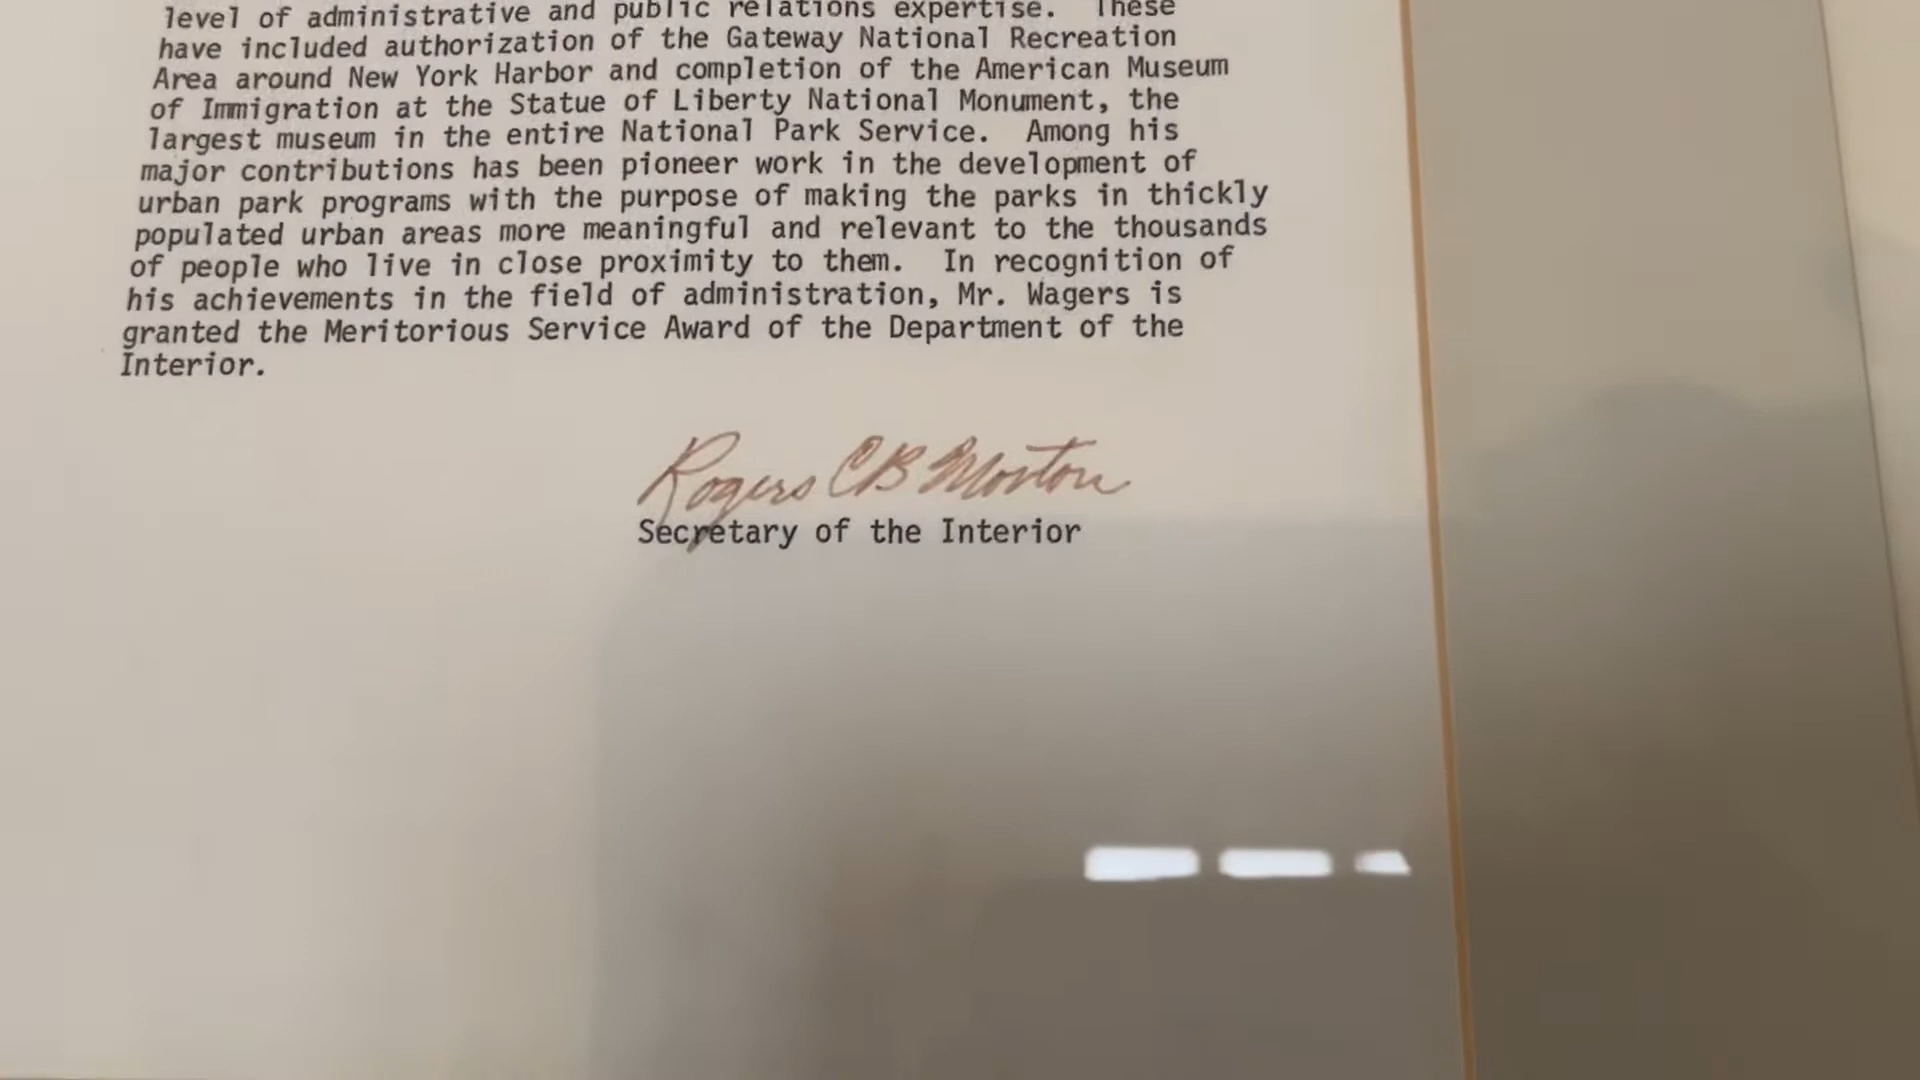 level of administrative and public relations expertise. These
have included authorization of the Gateway National Recreation
Area around New York Harbor and completion of the American Museum
of Immigration at the Statue of Liberty National Monument, the
largest museum in the entire National Park Service. Among his
major contributions has been pioneer work in the development of
urban park programs with the purpose of making the parks in thickly
populated urban areas more meaningful and relevant to the thousands
of people who live in close proximity to them. In recognition of
his achievements in the field of administration, Mr. Wagers is
granted the Meritorious Service Award of the Department of the
Interior.
Rogers CB Morton
Secretary of the Interior